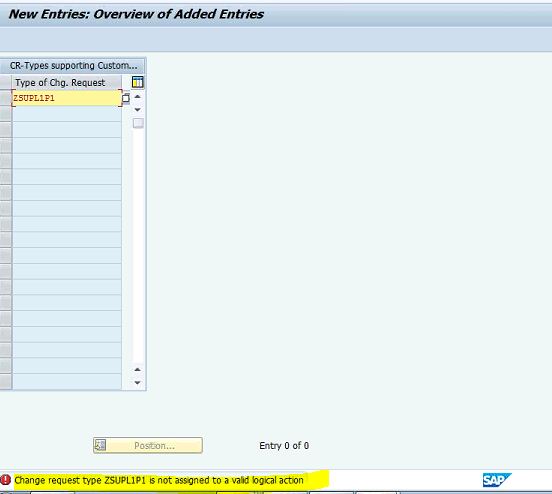 New Entries: Overview of Added Entries
CR-Types supporting Custom...
Type of Chg. Request
ZSUPL1P1
Position...
Entry 0 of 0
Change request type ZSUPL1P1 is not assigned to a valid logical action
SAP